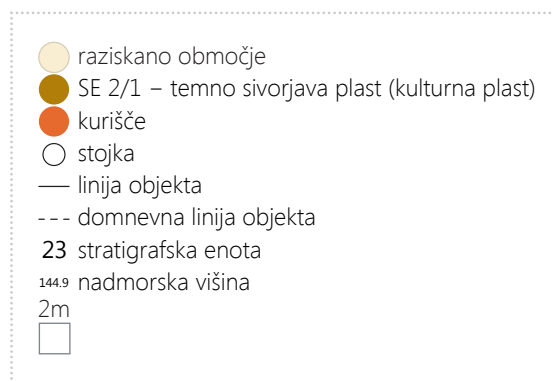 raziskano območje
SE 2/1 – temno sivorjava plast (kulturna plast)
kurišče
stojka
linija objekta
domnevna linija objekta
23 stratigrafska enota
144.9 nadmorska višina
2m